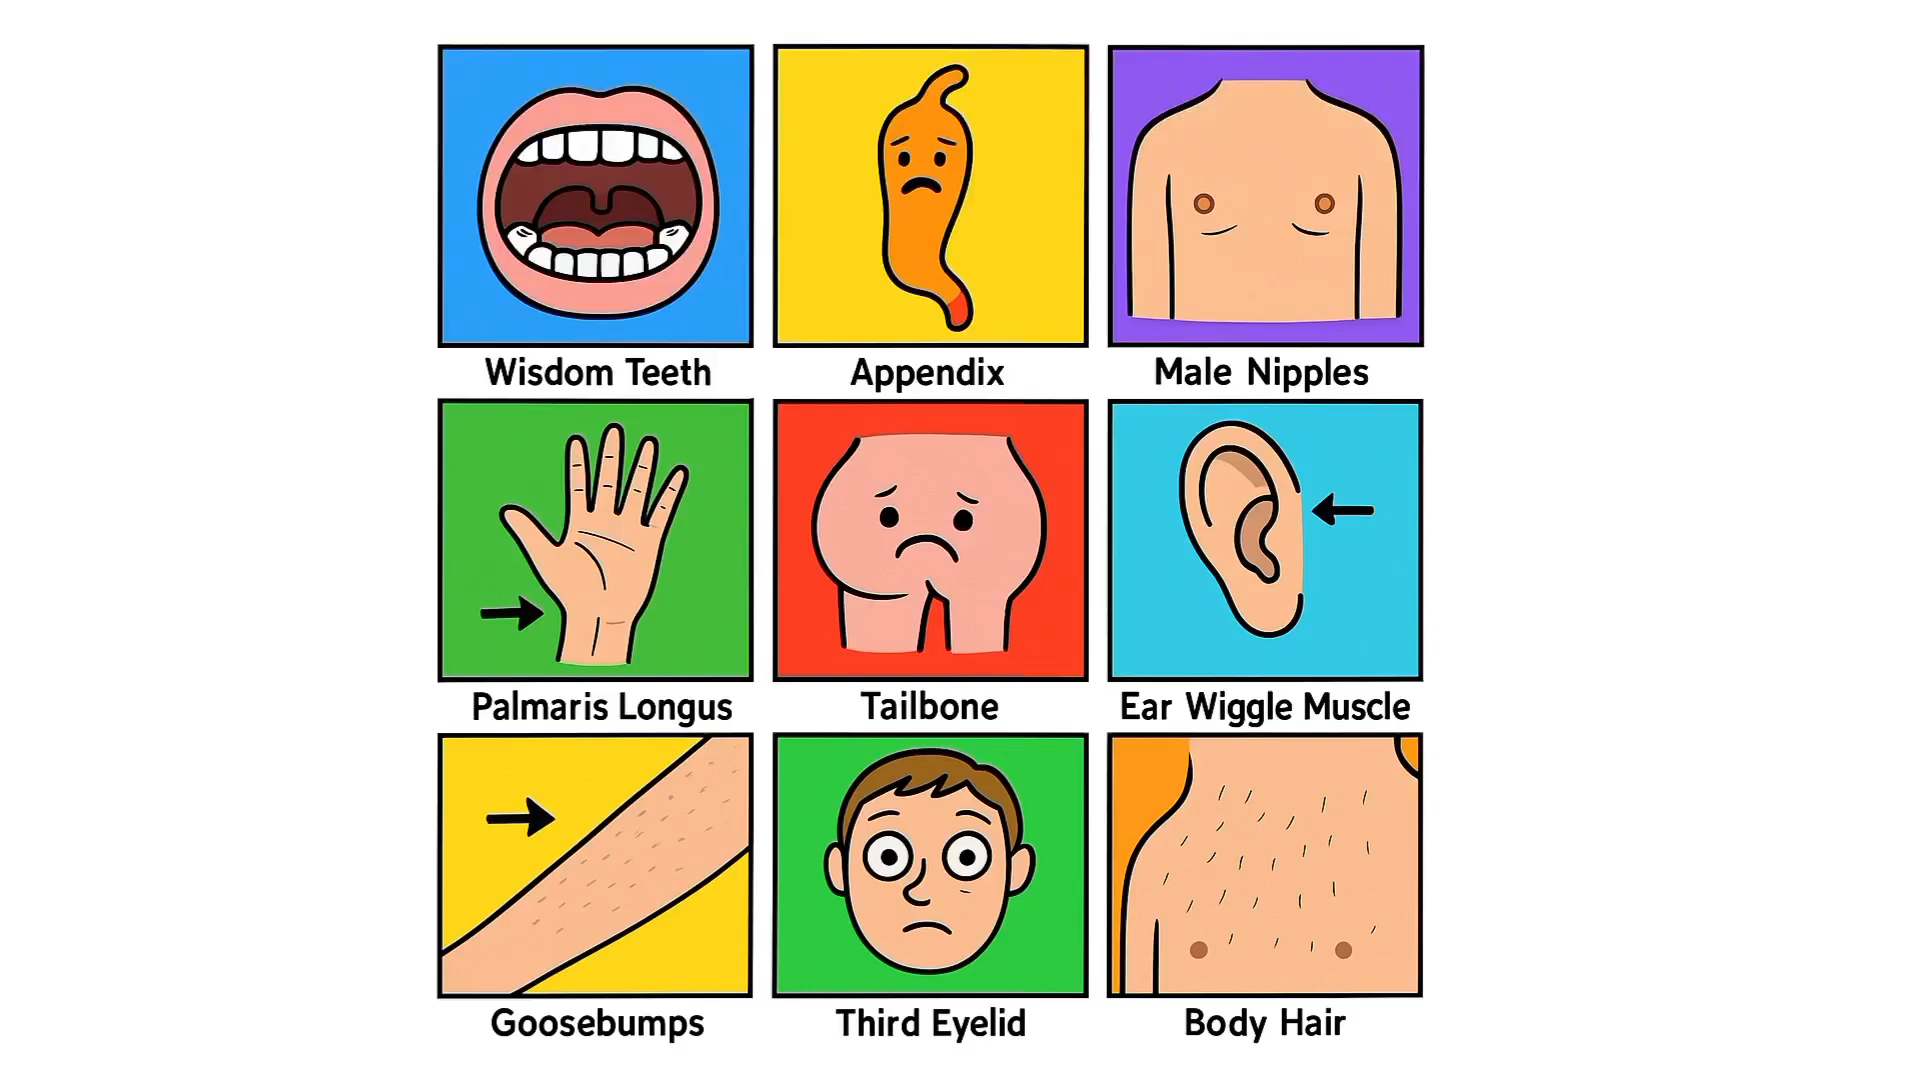 Wisdom Teeth
Appendix
Male Nipples
Palmaris Longus
Tailbone
Ear Wiggle Muscle
Goosebumps
Third Eyelid
Body Hair